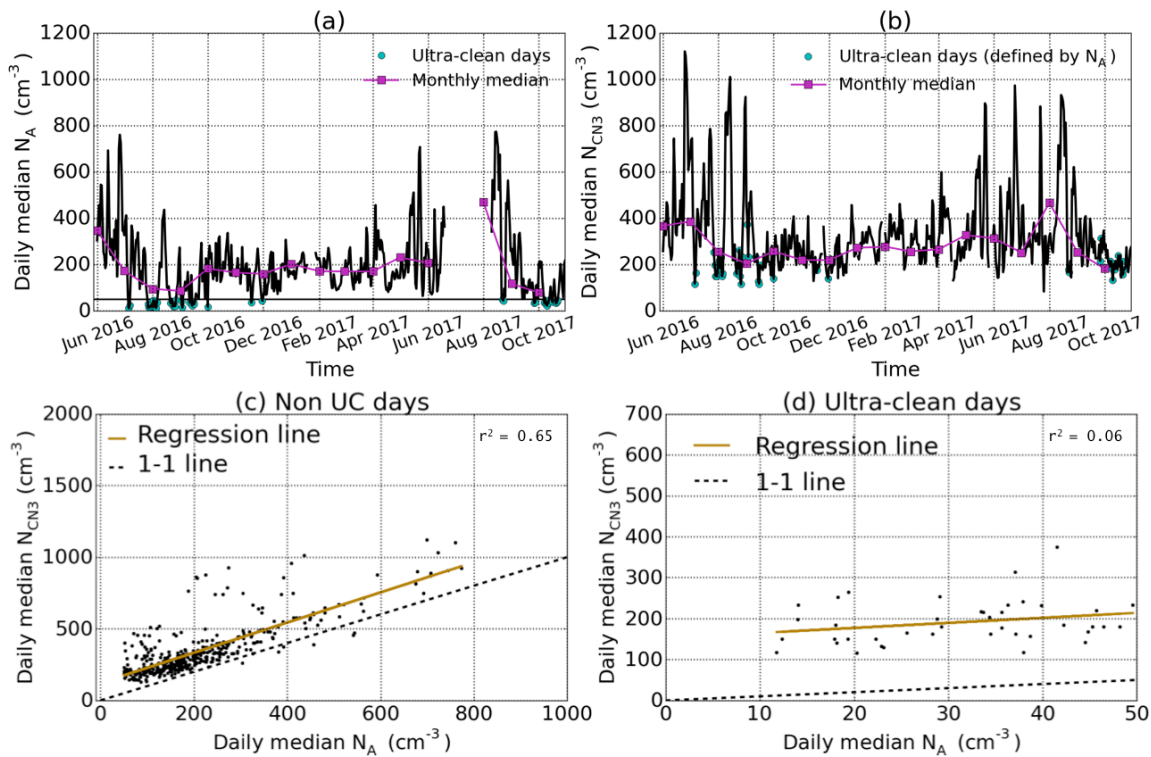 (a)
Daily median N_A (cm⁻³)
1200
1000
800
600
400
200
0
Ultra-clean days
Monthly median
Jun 2016
Aug 2016
Oct 2016
Dec 2016
Feb 2017
Apr 2017
Jun 2017
Aug 2017
Oct 2017
Time
(b)
Daily median N_CN3 (cm⁻³)
1200
1000
800
600
400
200
0
Ultra-clean days (defined by N_A)
Monthly median
Jun 2016
Aug 2016
Oct 2016
Dec 2016
Feb 2017
Apr 2017
Jun 2017
Aug 2017
Oct 2017
Time
(c) Non UC days
Daily median N_CN3 (cm⁻³)
2000
1500
1000
500
0
Regression line
1-1 line
r² = 0.65
0 200 400 600 800 1000
Daily median N_A (cm⁻³)
(d) Ultra-clean days
Daily median N_CN3 (cm⁻³)
700
600
500
400
300
200
100
0
Regression line
1-1 line
r² = 0.06
0 10 20 30 40 50
Daily median N_A (cm⁻³)